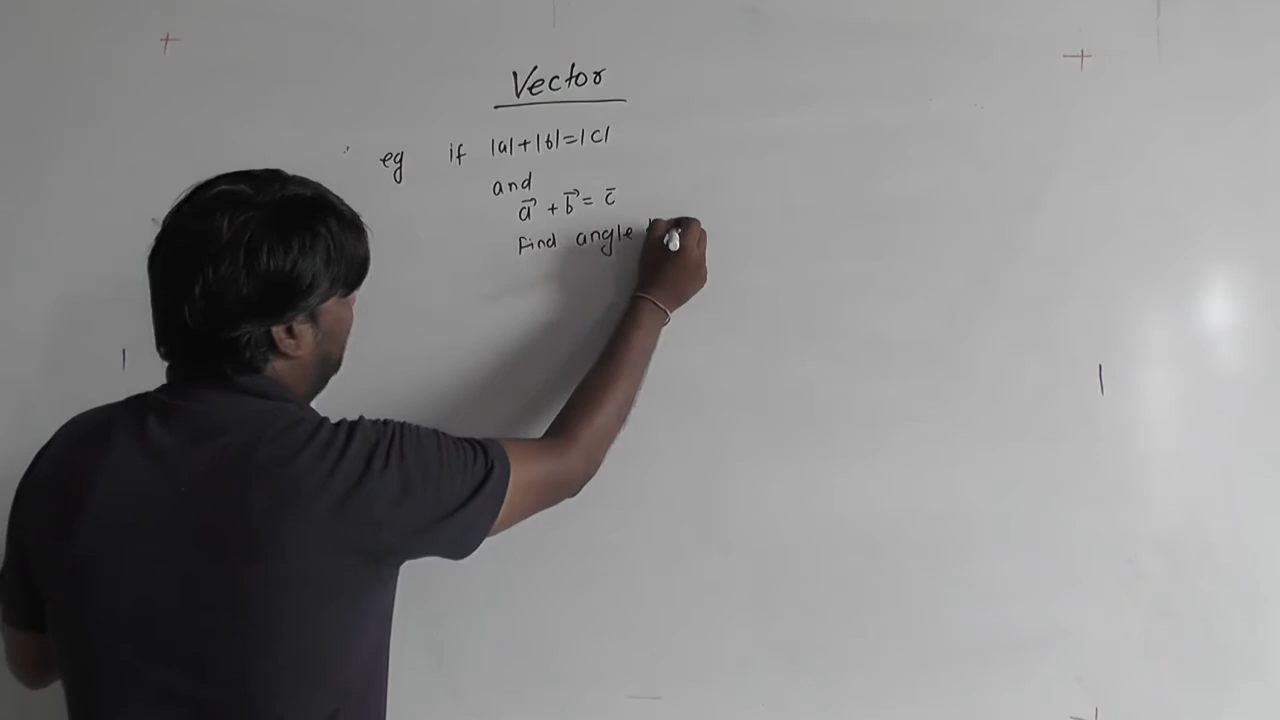 Vector
eg if |a|+|b|=|c|
and
a⃗ + b⃗ = c̄
Find angle